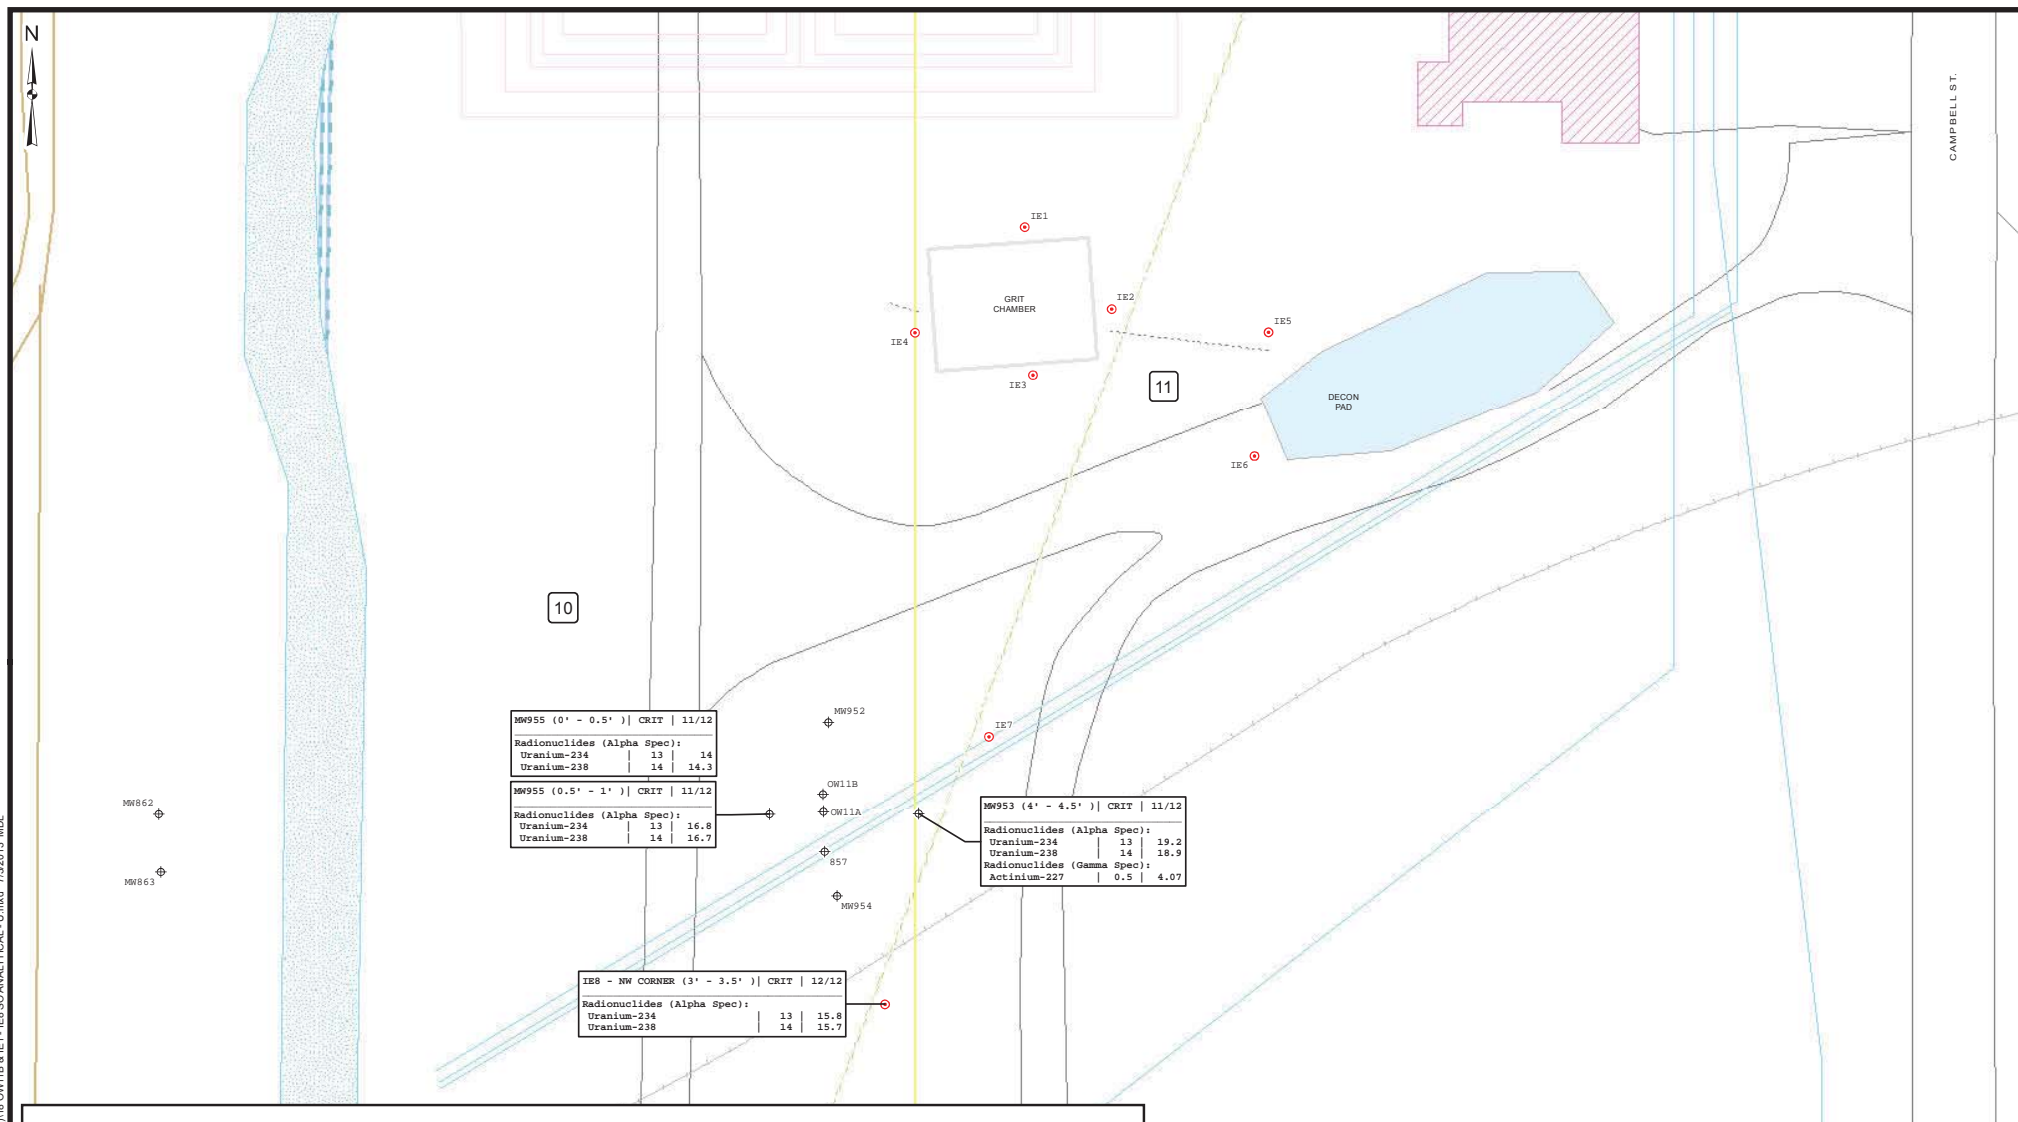 N
CAMPBELL ST.
IE1
GRIT
CHAMBER
IE2
IE4
IE5
IE3
11
DECON
PAD
IE6
10
MW952
IE7
MW955 (0' - 0.5' )| CRIT | 11/12
Radionuclides (Alpha Spec):
Uranium-234 | 13 | 14
Uranium-238 | 14 | 14.3
MW955 (0.5' - 1' )| CRIT | 11/12
Radionuclides (Alpha Spec):
Uranium-234 | 13 | 16.8
Uranium-238 | 14 | 16.7
OW11B
OW11A
857
MW954
MW862
MW863
MW953 (4' - 4.5' )| CRIT | 11/12
Radionuclides (Alpha Spec):
Uranium-234 | 13 | 19.2
Uranium-238 | 14 | 18.9
Radionuclides (Gamma Spec):
Actinium-227 | 0.5 | 4.07
IE8 - NW CORNER (3' - 3.5' )| CRIT | 12/12
Radionuclides (Alpha Spec):
Uranium-234 | 13 | 15.8
Uranium-238 | 14 | 15.7